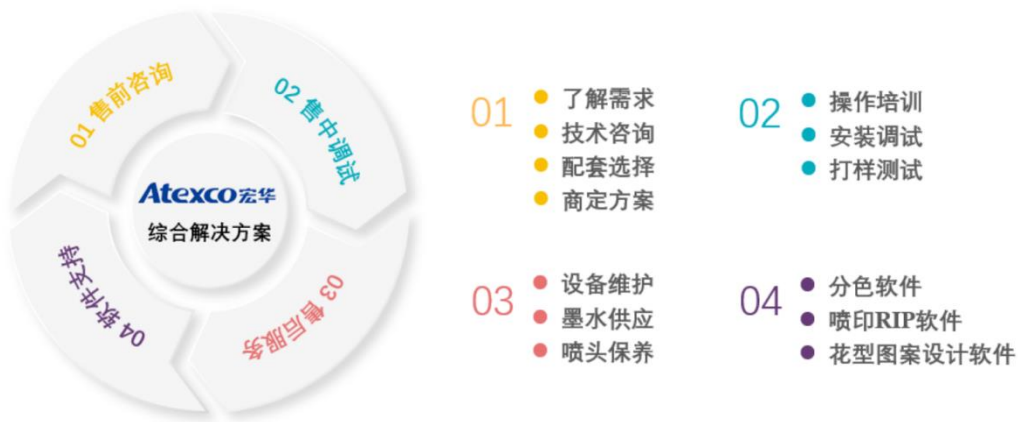 01 售前咨询
02 售中调试
03 售后服务
04 软件支持
Atexco宏华
综合解决方案
01
了解需求
技术咨询
配套选择
商定方案
02
操作培训
安装调试
打样测试
03
设备维护
墨水供应
喷头保养
04
分色软件
喷印RIP软件
花型图案设计软件